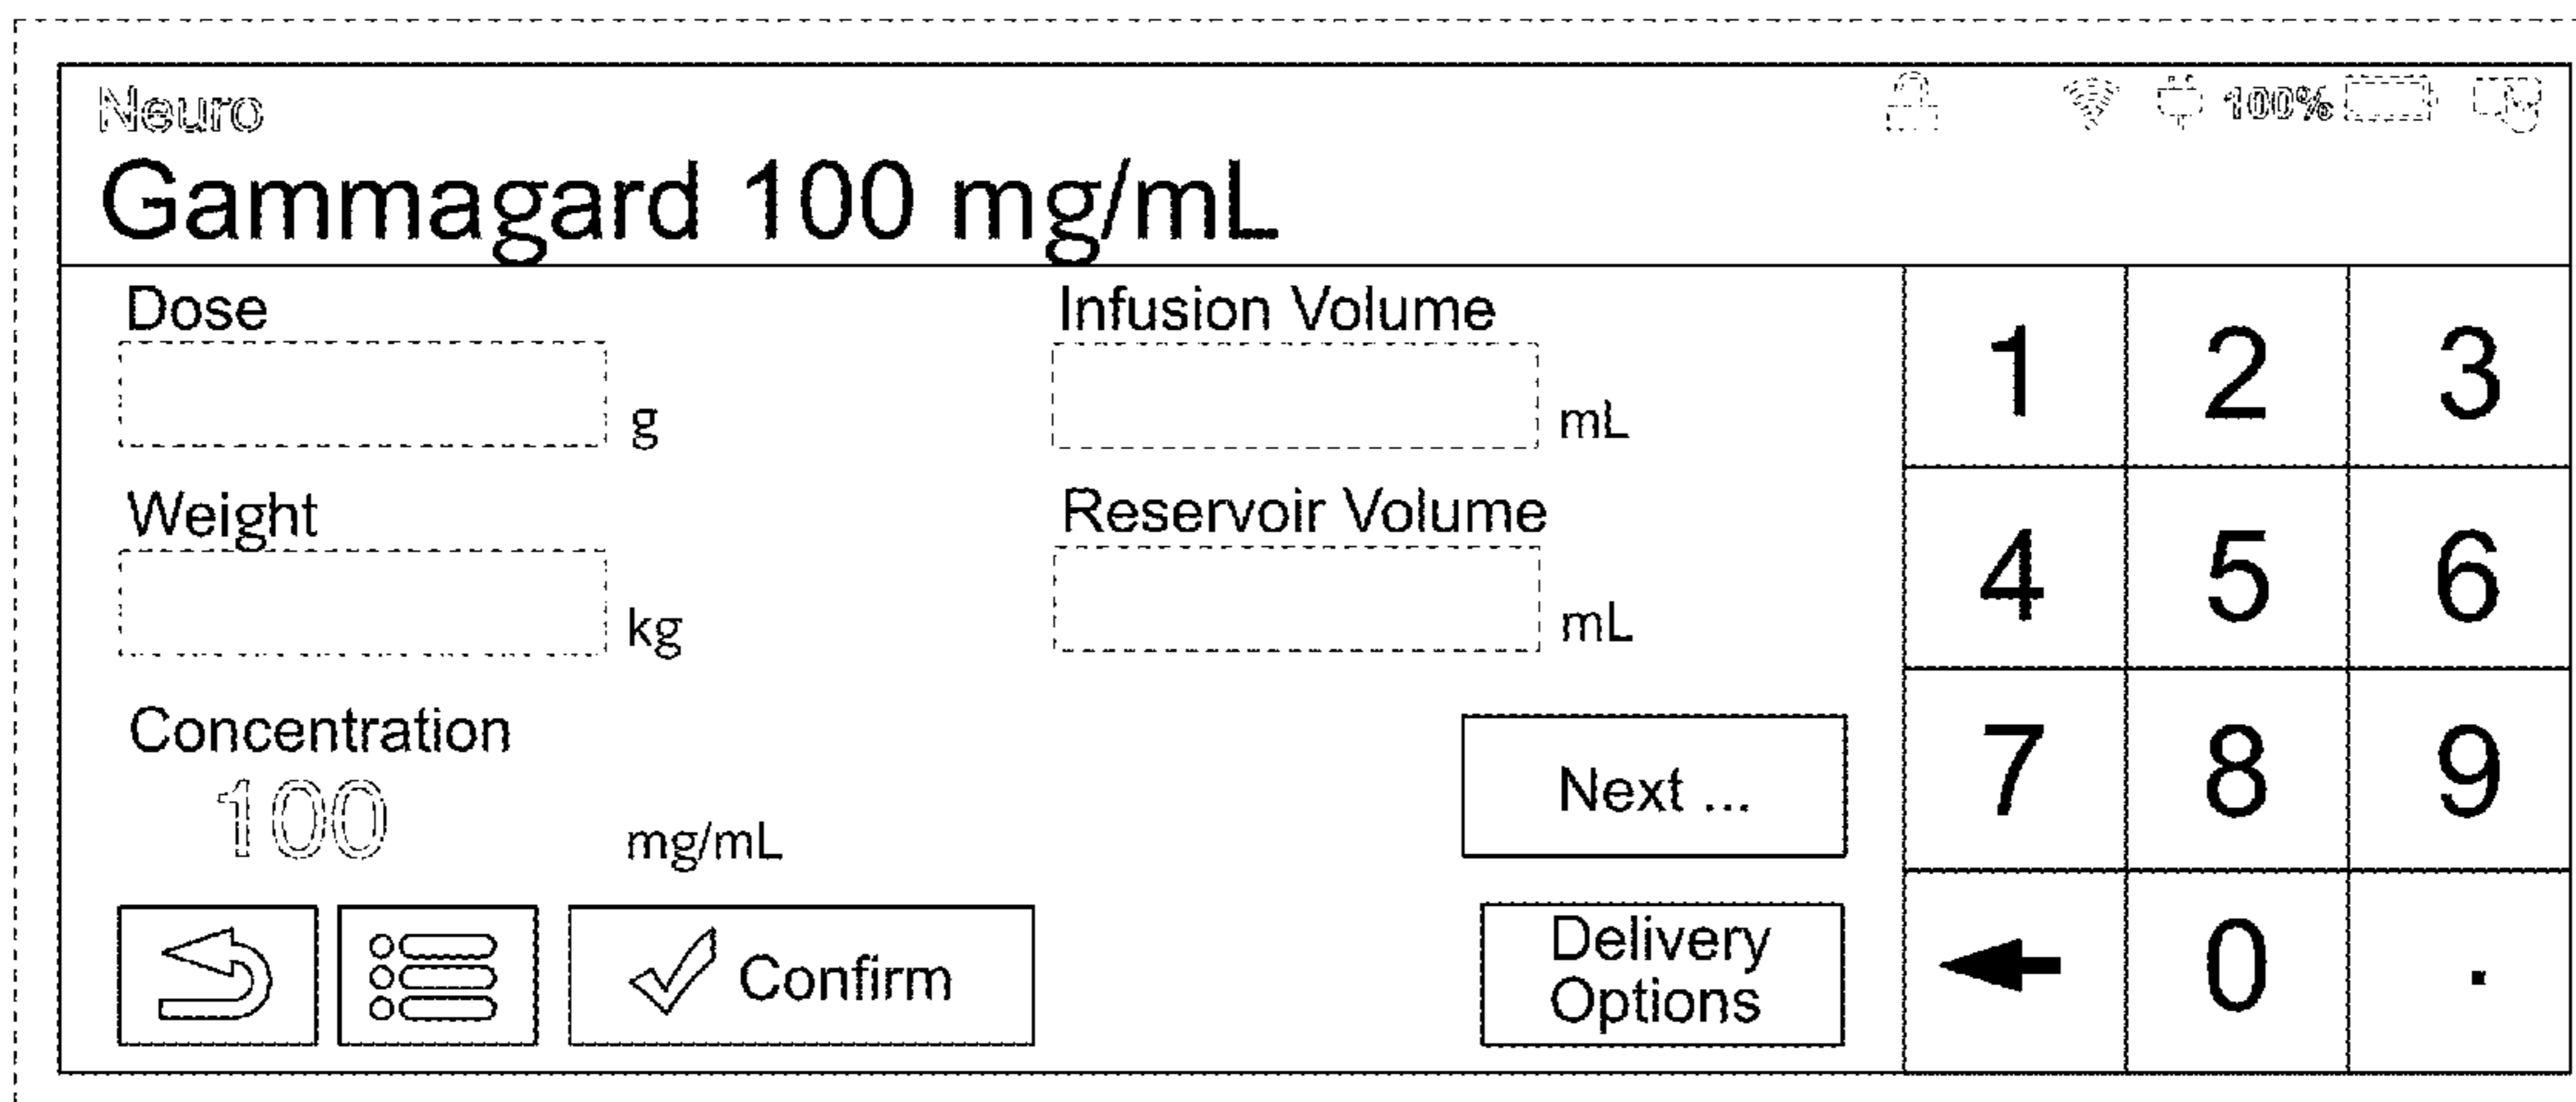 Neuro
100%
Gammagard 100 mg/mL
Dose
g
Infusion Volume
mL
Weight
kg
Reservoir Volume
mL
Concentration
100 mg/mL
Next ...
Confirm
Delivery
Options
1 2 3
4 5 6
7 8 9
0 .